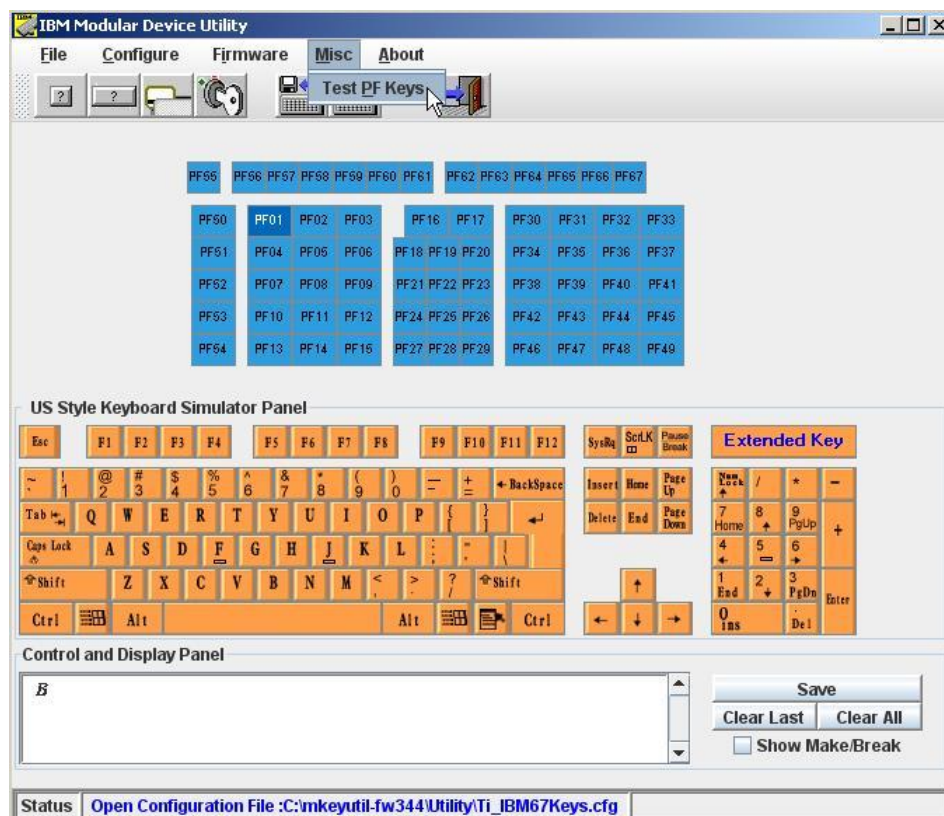 IBM Modular Device Utility
File Configure Firmware Misc About
Test PF Keys
? ?
PF55 PF56 PF57 PF58 PF59 PF60 PF61 PF62 PF63 PF64 PF65 PF66 PF67
PF50 PF01 PF02 PF03 PF16 PF17 PF30 PF31 PF32 PF33
PF51 PF04 PF05 PF06 PF18 PF19 PF20 PF34 PF35 PF36 PF37
PF52 PF07 PF08 PF09 PF21 PF22 PF23 PF38 PF39 PF40 PF41
PF53 PF10 PF11 PF12 PF24 PF25 PF26 PF42 PF43 PF44 PF45
PF54 PF13 PF14 PF15 PF27 PF28 PF29 PF46 PF47 PF48 PF49
US Style Keyboard Simulator Panel
Esc F1 F2 F3 F4 F5 F6 F7 F8 F9 F10 F11 F12 SysRq ScrLK Pause Break Extended Key
~ ` ! 1 @ 2 # 3 $ 4 % 5 ^ 6 & 7 * 8 ( 9 ) 0 _ - + = BackSpace Insert Home Page Up Num Lock / * -
Tab Q W E R T Y U I O P { [ } ] Delete End Page Down 7 Home 8 9 PgUp +
Caps Lock A S D F G H J K L : ; " ' | \ 4 5 6
Shift Z X C V B N M < , > . ? / Shift 1 End 2 3 PgDn Enter
Ctrl Alt Alt Ctrl 0 ins . Del
Control and Display Panel
B
Save
Clear Last Clear All
Show Make/Break
Status Open Configuration File :C:\mkeyutil-fw344\Utility\Ti_IBM67Keys.cfg